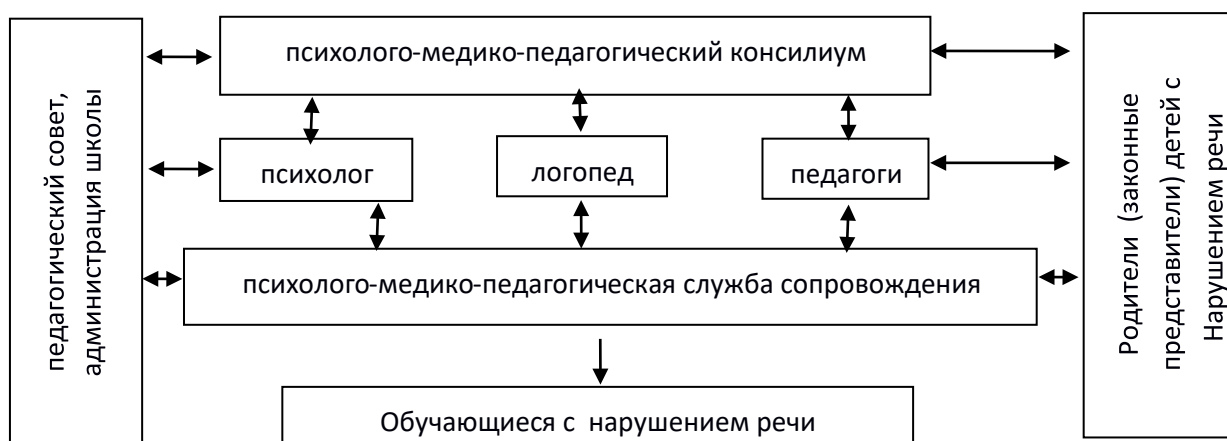 педагогический совет,
администрация школы
психолого-медико-педагогический консилиум
психолог
логопед
педагоги
психолого-медико-педагогическая служба сопровождения
Обучающиеся с нарушением речи
Родители (законные
представители) детей с
Нарушением речи